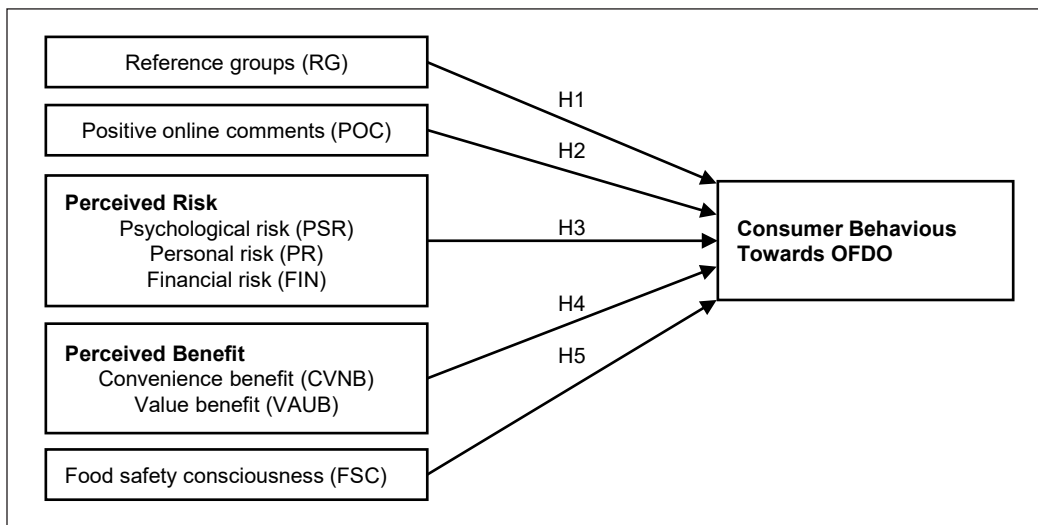 Reference groups (RG)
H1
Positive online comments (POC)
H2
Perceived Risk
Psychological risk (PSR)
Personal risk (PR)
Financial risk (FIN)
H3
Consumer Behavious
Towards OFDO
H4
Perceived Benefit
Convenience benefit (CVNB)
Value benefit (VAUB)
H5
Food safety consciousness (FSC)